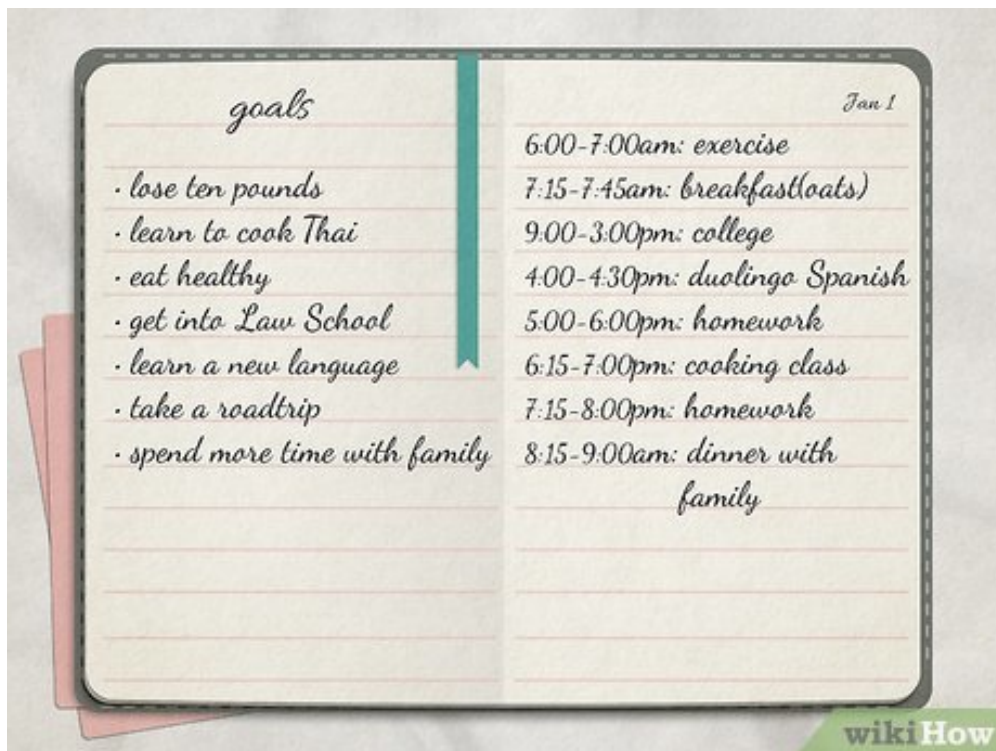 goals
· lose ten pounds
· learn to cook Thai
· eat healthy
· get into Law School
· learn a new language
· take a roadtrip
· spend more time with family
Jan 1
6:00-7:00am: exercise
7:15-7:45am: breakfast(oats)
9:00-3:00pm: college
4:00-4:30pm: duolingo Spanish
5:00-6:00pm: homework
6:15-7:00pm: cooking class
7:15-8:00pm: homework
8:15-9:00am: dinner with
family
wikiHow